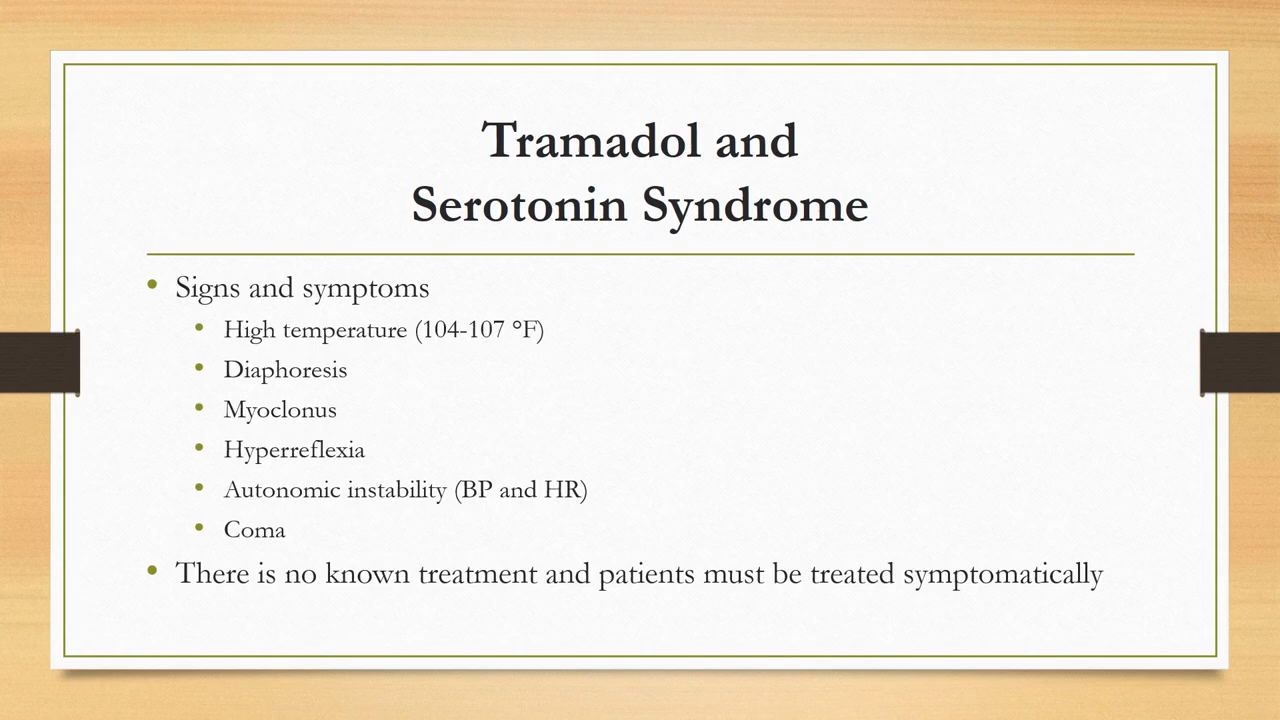 Tramadol and
Serotonin Syndrome
• Signs and symptoms
• High temperature (104-107 °F)
• Diaphoresis
• Myoclonus
• Hyperreflexia
• Autonomic instability (BP and HR)
• Coma
• There is no known treatment and patients must be treated symptomatically